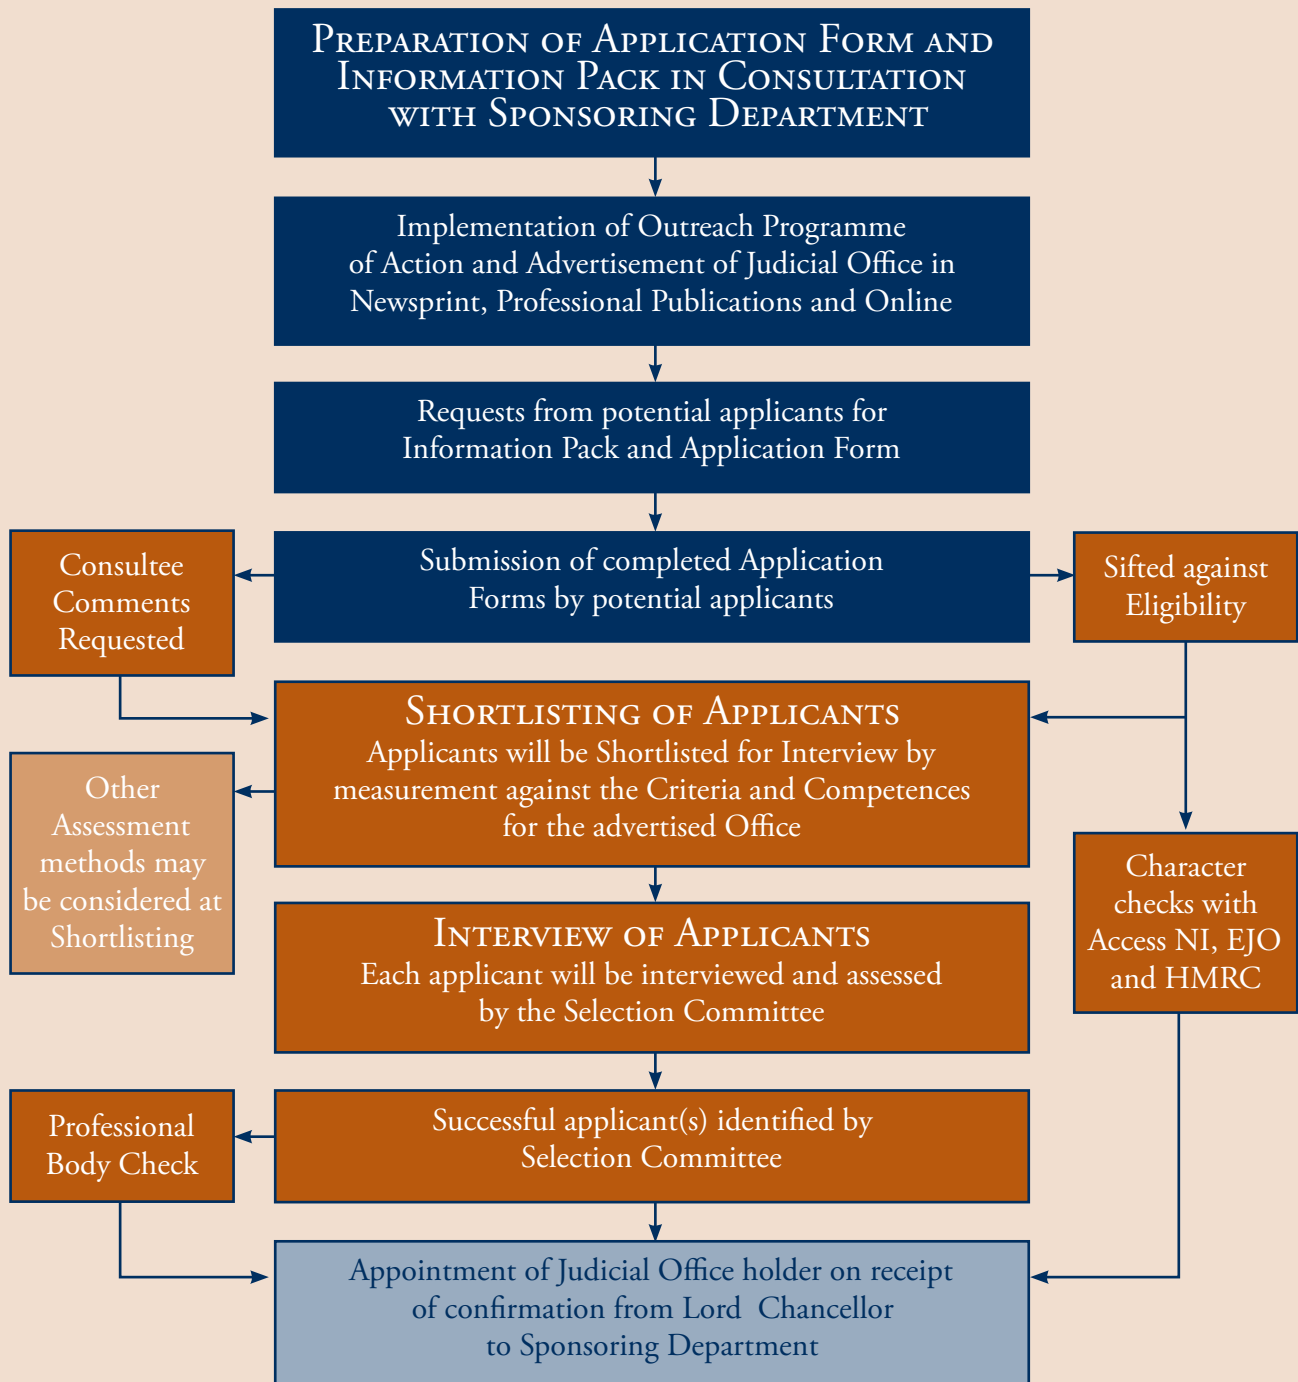 Preparation of Application Form and
Information Pack in Consultation
with Sponsoring Department
Implementation of Outreach Programme
of Action and Advertisement of Judicial Office in
Newsprint, Professional Publications and Online
Requests from potential applicants for
Information Pack and Application Form
Consultee
Comments
Requested
Submission of completed Application
Forms by potential applicants
Sifted against
Eligibility
Shortlisting of Applicants
Applicants will be Shortlisted for Interview by
measurement against the Criteria and Competences
for the advertised Office
Other
Assessment
methods may
be considered at
Shortlisting
Character
checks with
Access NI, EJO
and HMRC
Interview of Applicants
Each applicant will be interviewed and assessed
by the Selection Committee
Professional
Body Check
Successful applicant(s) identified by
Selection Committee
Appointment of Judicial Office holder on receipt
of confirmation from Lord  Chancellor
to Sponsoring Department